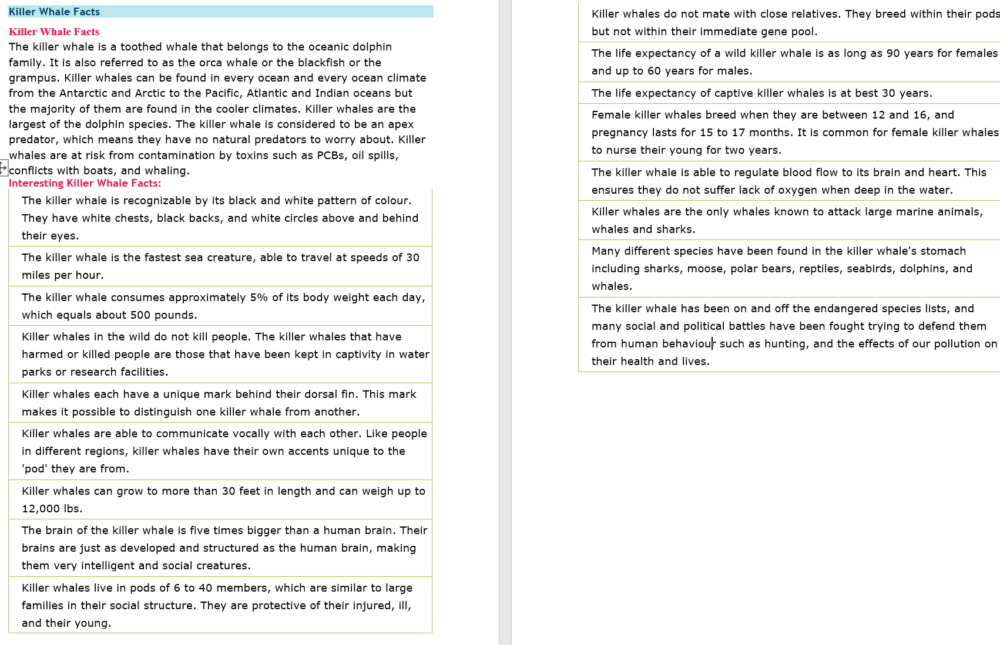 Killer Whale Facts
Killer Whale Facts
The killer whale is a toothed whale that belongs to the oceanic dolphin
family. It is also referred to as the orca whale or the blackfish or the
grampus. Killer whales can be found in every ocean and every ocean climate
from the Antarctic and Arctic to the Pacific, Atlantic and Indian oceans but
the majority of them are found in the cooler climates. Killer whales are the
largest of the dolphin species. The killer whale is considered to be an apex
predator, which means they have no natural predators to worry about. Killer
whales are at risk from contamination by toxins such as PCBs, oil spills,
conflicts with boats, and whaling.
Interesting Killer Whale Facts:
The killer whale is recognizable by its black and white pattern of colour.
They have white chests, black backs, and white circles above and behind
their eyes.
The killer whale is the fastest sea creature, able to travel at speeds of 30
miles per hour.
The killer whale consumes approximately 5% of its body weight each day,
which equals about 500 pounds.
Killer whales in the wild do not kill people. The killer whales that have
harmed or killed people are those that have been kept in captivity in water
parks or research facilities.
Killer whales each have a unique mark behind their dorsal fin. This mark
makes it possible to distinguish one killer whale from another.
Killer whales are able to communicate vocally with each other. Like people
in different regions, killer whales have their own accents unique to the
'pod' they are from.
Killer whales can grow to more than 30 feet in length and can weigh up to
12,000 lbs.
The brain of the killer whale is five times bigger than a human brain. Their
brains are just as developed and structured as the human brain, making
them very intelligent and social creatures.
Killer whales live in pods of 6 to 40 members, which are similar to large
families in their social structure. They are protective of their injured, ill,
and their young.
Killer whales do not mate with close relatives. They breed within their pods
but not within their immediate gene pool.
The life expectancy of a wild killer whale is as long as 90 years for females
and up to 60 years for males.
The life expectancy of captive killer whales is at best 30 years.
Female killer whales breed when they are between 12 and 16, and
pregnancy lasts for 15 to 17 months. It is common for female killer whales
to nurse their young for two years.
The killer whale is able to regulate blood flow to its brain and heart. This
ensures they do not suffer lack of oxygen when deep in the water.
Killer whales are the only whales known to attack large marine animals,
whales and sharks.
Many different species have been found in the killer whale's stomach
including sharks, moose, polar bears, reptiles, seabirds, dolphins, and
whales.
The killer whale has been on and off the endangered species lists, and
many social and political battles have been fought trying to defend them
from human behaviour such as hunting, and the effects of our pollution on
their health and lives.